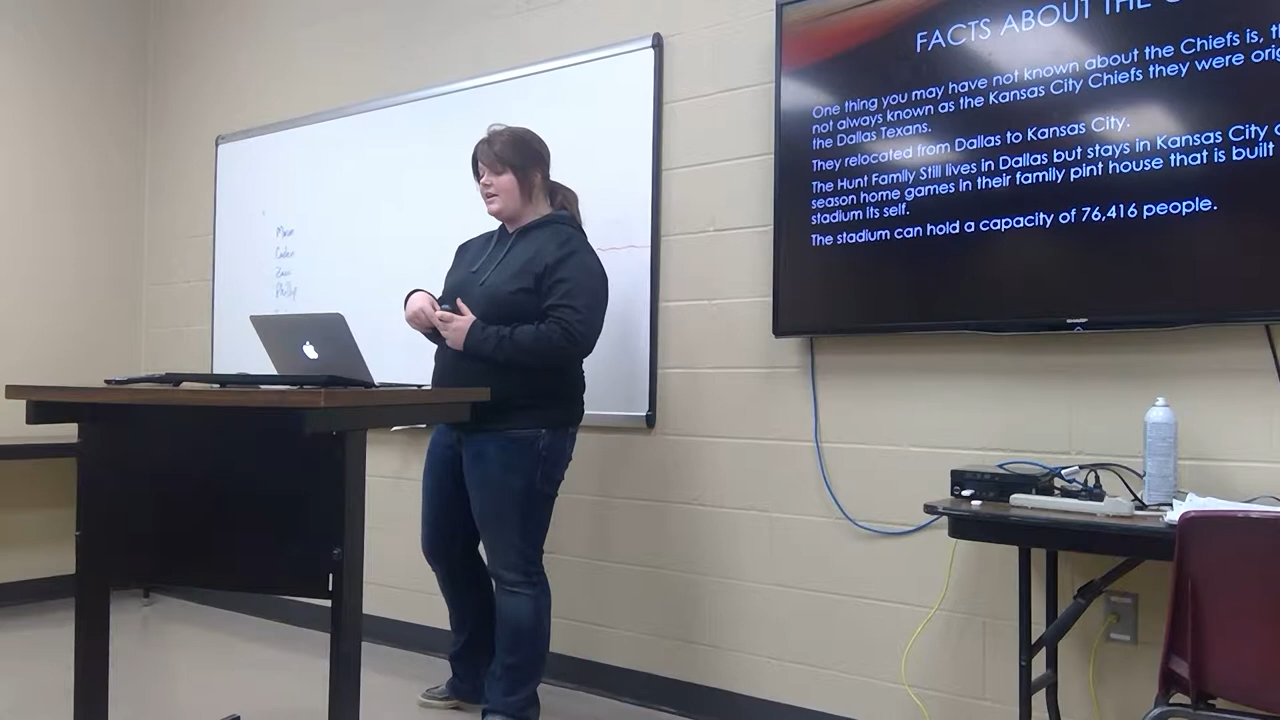 FACTS ABOUT THE
One thing you may have not known about the Chiefs is,
not always known as the Kansas City Chiefs they were
the Dallas Texans.
They relocated from Dallas to Kansas City.
The Hunt Family Still lives in Dallas but stays in Kansas City
season home games in their family pint house that is built
stadium its self.
The stadium can hold a capacity of 76,416 people.
SHARP
Phillip